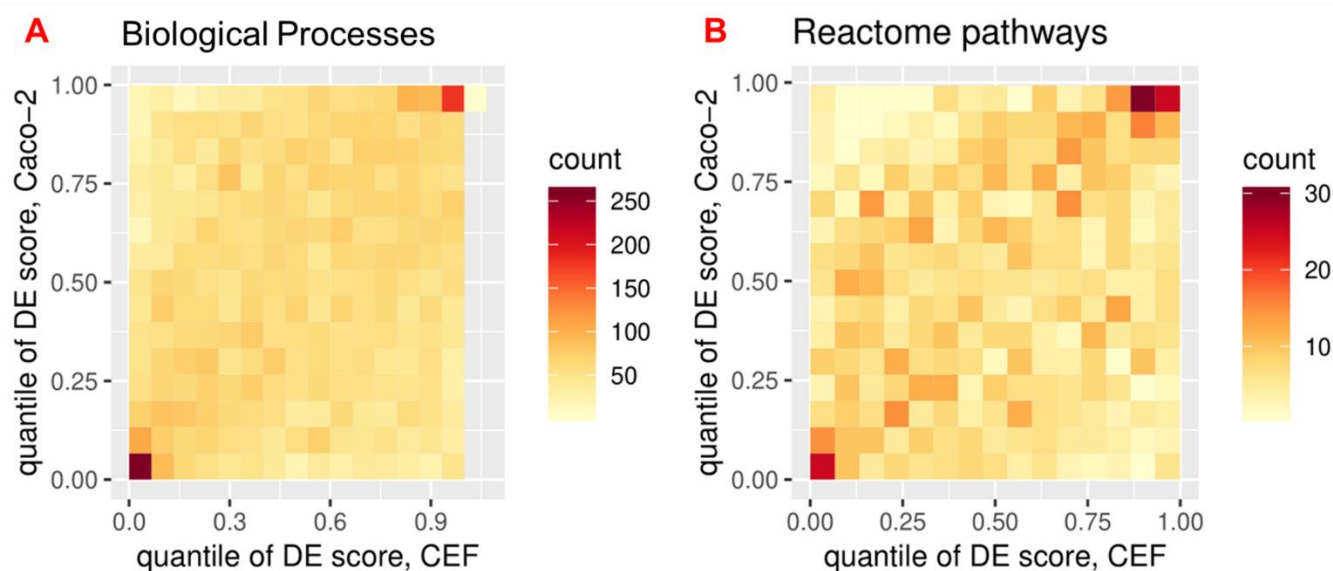 A Biological Processes
quantile of DE score, Caco-2
1.00
0.75
0.50
0.25
0.00
0.0 0.3 0.6 0.9
quantile of DE score, CEF
count
250
200
150
100
50
B Reactome pathways
quantile of DE score, Caco-2
1.00
0.75
0.50
0.25
0.00
0.00 0.25 0.50 0.75 1.00
quantile of DE score, CEF
count
30
20
10